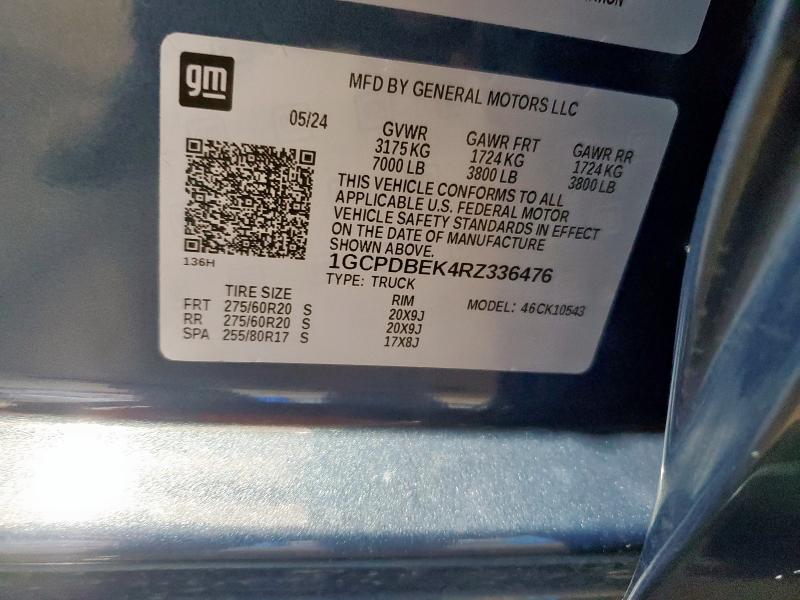 gm
MFD BY GENERAL MOTORS LLC
05/24
GVWR GAWR FRT GAWR RR
3175 KG 1724 KG 1724 KG
7000 LB 3800 LB 3800 LB
THIS VEHICLE CONFORMS TO ALL
APPLICABLE U.S. FEDERAL MOTOR
VEHICLE SAFETY STANDARDS IN EFFECT
ON THE DATE OF MANUFACTURE
SHOWN ABOVE.
136H
1GCPDBEK4RZ336476
TYPE: TRUCK
MODEL: 46CK10543
TIRE SIZE RIM
FRT 275/60R20 S 20X9J
RR 275/60R20 S 20X9J
SPA 255/80R17 S 17X8J